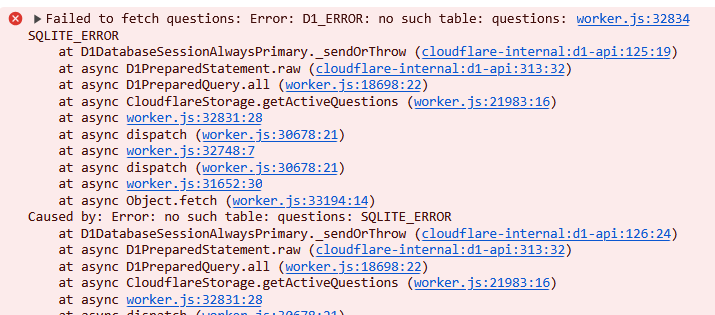 ▶Failed to fetch questions: Error: D1_ERROR: no such table: questions: worker.js:32834
SQLITE_ERROR
at D1DatabaseSessionAlwaysPrimary._sendOrThrow (cloudflare-internal:d1-api:125:19)
at async D1PreparedStatement.raw (cloudflare-internal:d1-api:313:32)
at async D1PreparedQuery.all (worker.js:18698:22)
at async CloudflareStorage.getActiveQuestions (worker.js:21983:16)
at async worker.js:32831:28
at async dispatch (worker.js:30678:21)
at async worker.js:32748:7
at async dispatch (worker.js:30678:21)
at async worker.js:31652:30
at async Object.fetch (worker.js:33194:14)
Caused by: Error: no such table: questions: SQLITE_ERROR
at D1DatabaseSessionAlwaysPrimary._sendOrThrow (cloudflare-internal:d1-api:126:24)
at async D1PreparedStatement.raw (cloudflare-internal:d1-api:313:32)
at async D1PreparedQuery.all (worker.js:18698:22)
at async CloudflareStorage.getActiveQuestions (worker.js:21983:16)
at async worker.js:32831:28
at async dispatch (worker.js:30678:21)